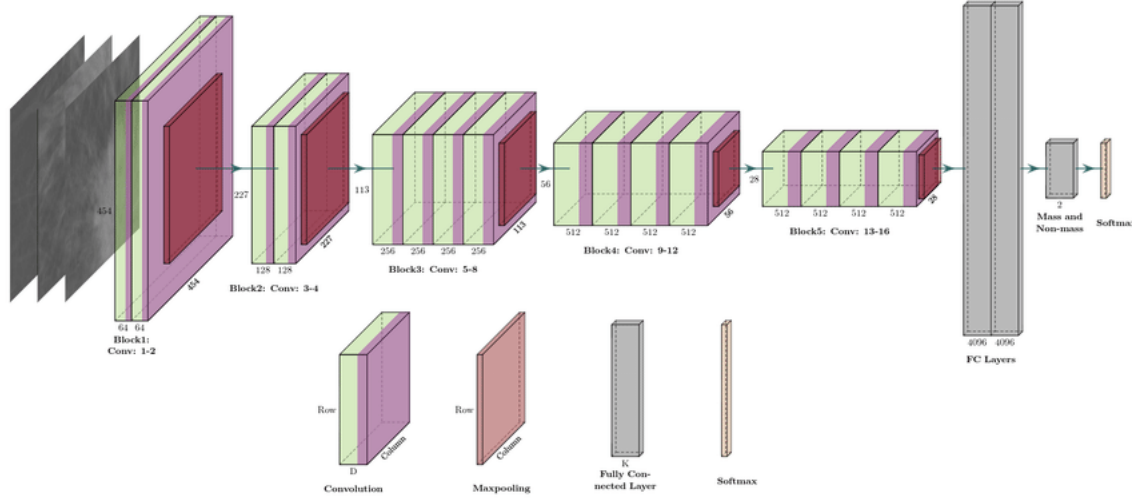 454
454
64 64
Block1:
Conv: 1-2
227
227
128 128
Block2: Conv: 3-4
113
113
256 256 256 256
Block3: Conv: 5-8
56
56
512 512 512 512
Block4: Conv: 9-12
28
28
512 512 512 512
Block5: Conv: 13-16
4096 4096
FC Layers
2
Mass and
Non-mass
Softma
Row
Column
D
Convolution
Row
Column
Maxpooling
K
Fully Con-
nected Layer
Softmax